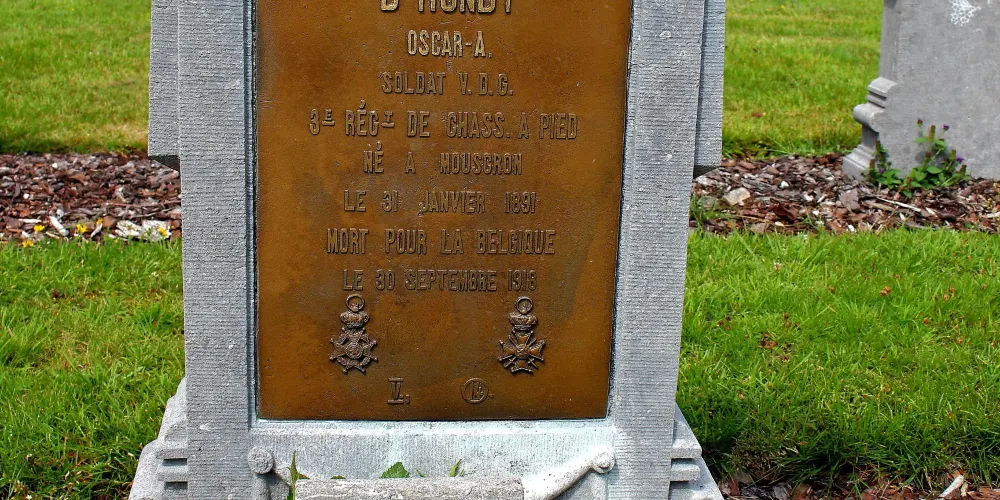 D'HONDT
OSCAR-A.
SOLDAT V.D.G.
3E RÉGT DE CHASS. A PIED
NÉ A MOUSCRON
LE 31 JANVIER 1891
MORT POUR LA BELGIQUE
LE 30 SEPTEMBRE 1918
V.